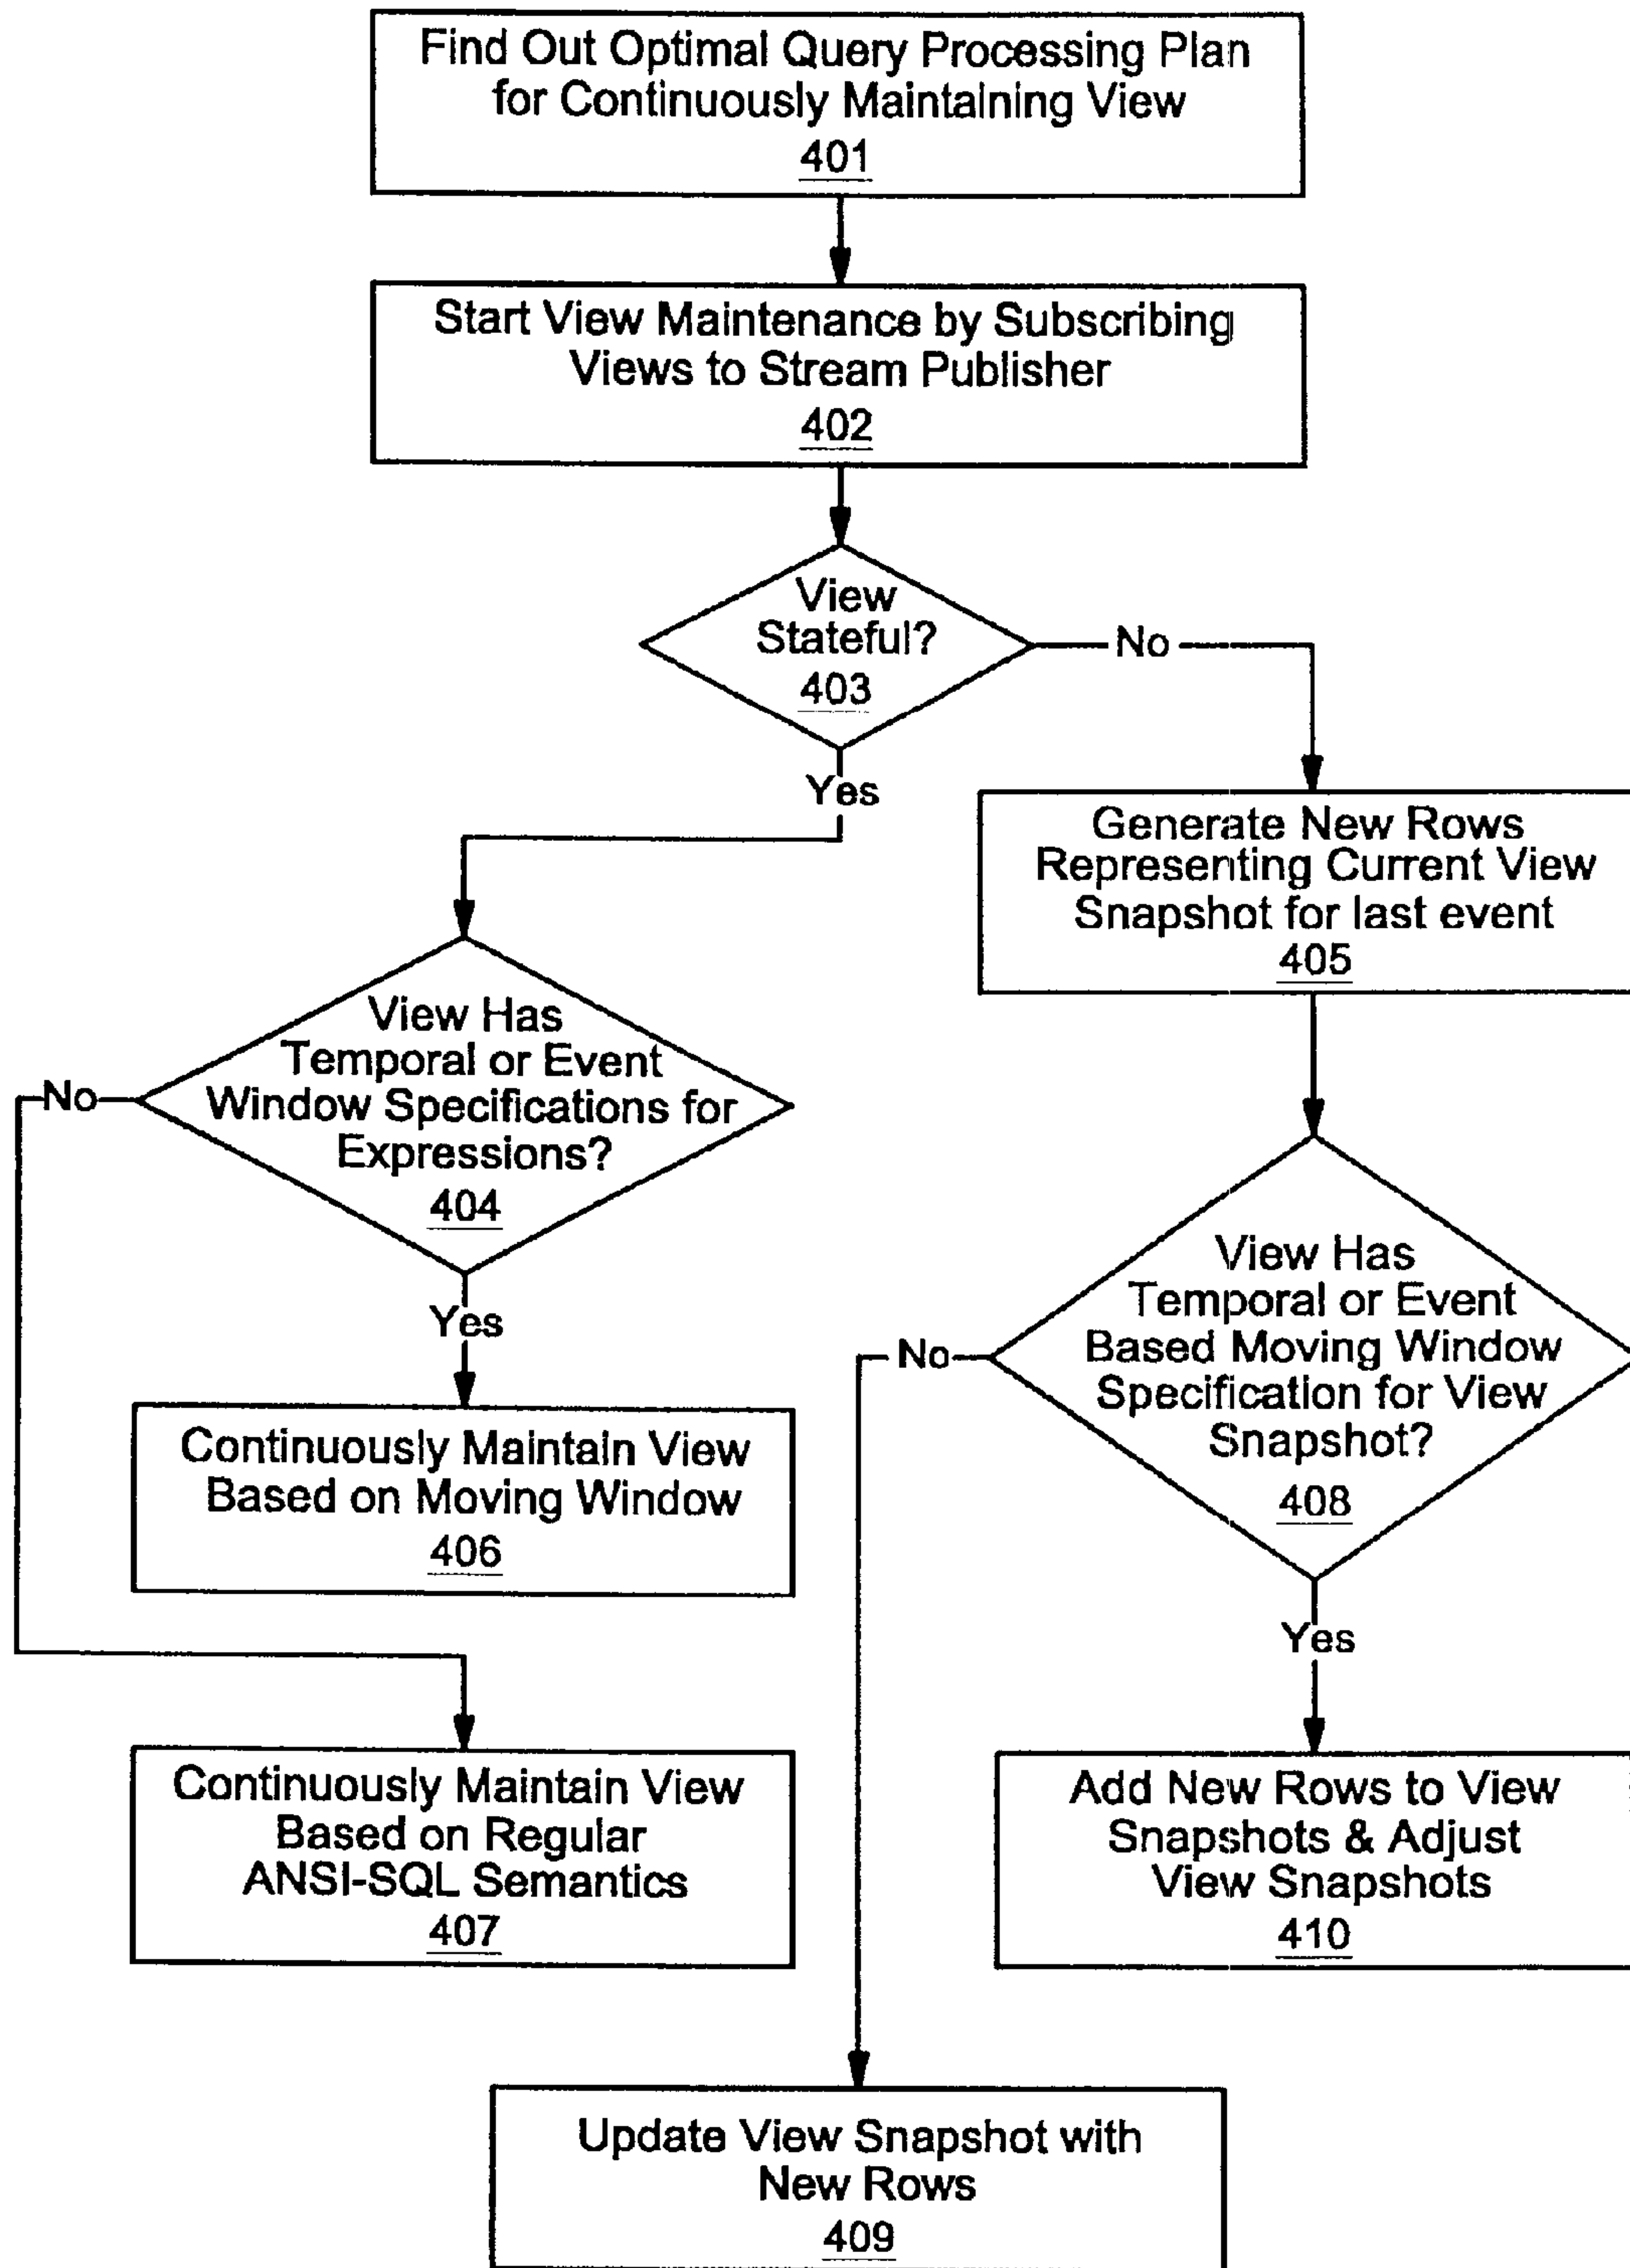 Find Out Optimal Query Processing Plan
for Continuously Maintaining View
401
Start View Maintenance by Subscribing
Views to Stream Publisher
402
View
Stateful?
403
No
Yes
Generate New Rows
Representing Current View
Snapshot for last event
405
View Has
Temporal or Event
Window Specifications for
Expressions?
404
No
Yes
View Has
Temporal or Event
Based Moving Window
Specification for View
Snapshot?
408
No
Yes
Continuously Maintain View
Based on Moving Window
406
Continuously Maintain View
Based on Regular
ANSI-SQL Semantics
407
Add New Rows to View
Snapshots & Adjust
View Snapshots
410
Update View Snapshot with
New Rows
409